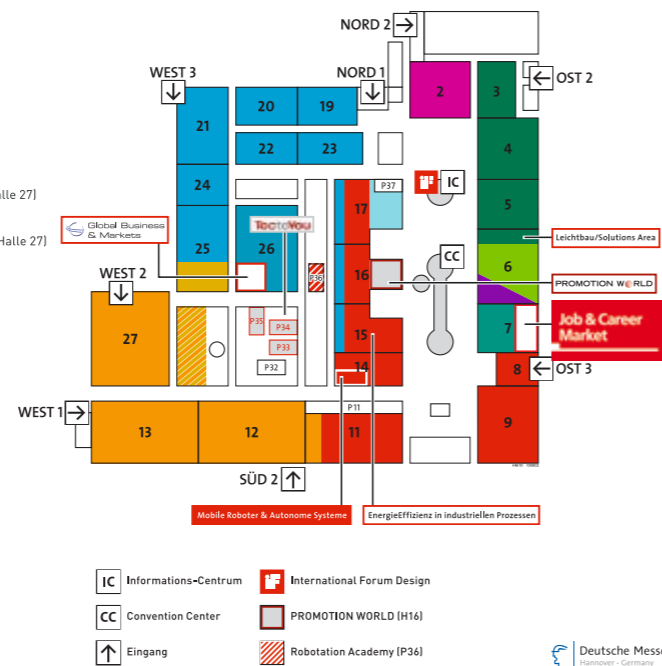 NORD 2
WEST 3
NORD 1
OST 2
2
3
20
19
21
22
23
4
24
P37
IC
alle 27)
17
5
Global Business
& Markets
TectoYou
Halle 27)
25
26
CC
Leichtbau/Solutions Area
WEST 2
P36
16
6
PROMOTION WORLD
P35
P34
27
P33
15
7
Job & Career
Market
P32
14
8
OST 3
WEST 1
P11
13
12
11
9
SÜD 2
Mobile Roboter & Autonome Systeme
EnergieEffizienz in industriellen Prozessen
IC Informations-Centrum
International Forum Design
CC Convention Center
PROMOTION WORLD (H16)
Eingang
Robotation Academy (P36)
Deutsche Messe
Hannover - Germany